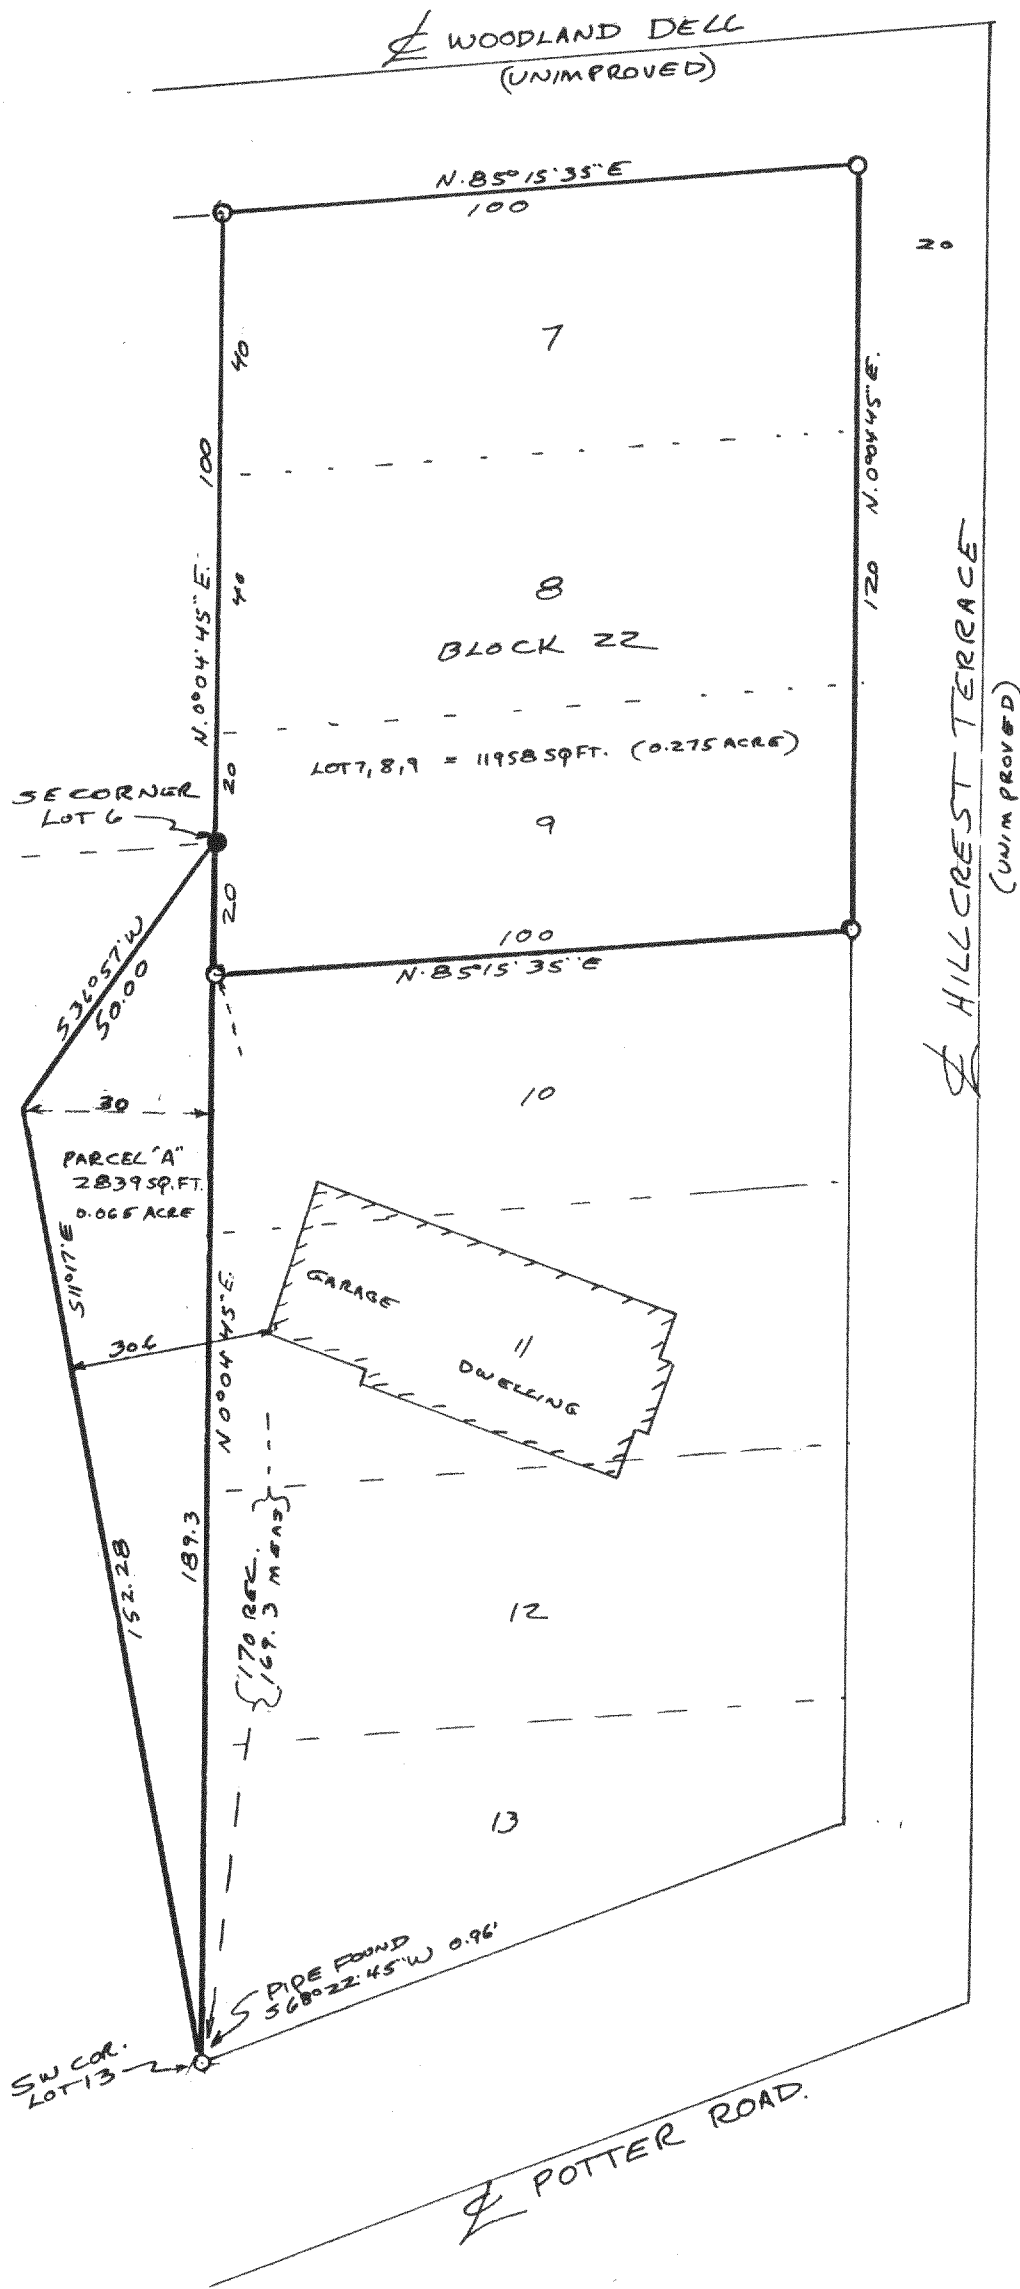 ℄ WOODLAND DELL
(UNIMPROVED)
N.85°15'35"E
100
20
7
40
100
N.0°04'45"E.
120
N.0°04'45"E.
40
8
BLOCK 22
LOT 7,8,9 = 11958 SQ FT. (0.275 ACRE)
20
9
SE CORNER
LOT 6
20
100
N.85°15'35"E
℄ HILLCREST TERRACE
(UNIMPROVED)
S36°57'W
50.00
30
10
PARCEL "A"
2839 SQ.FT.
0.065 ACRE
S11°17'E
152.28
30.6
N0°04'45"E.
189.3
GARAGE
11
DWELLING
170 REC.
169.3 MEAS
12
13
PIPE FOUND
S68°22'45"W 0.96'
SW COR.
LOT 13
℄ POTTER ROAD.